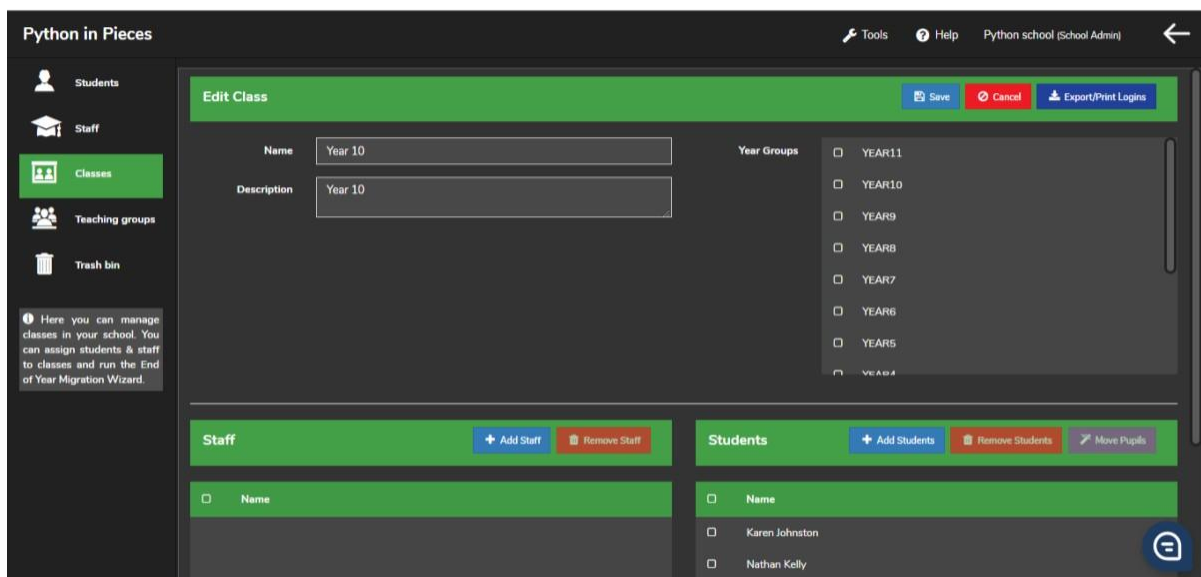 Python in Pieces
Tools
Help
Python school (School Admin)
Students
Staff
Classes
Teaching groups
Trash bin
Here you can manage
classes in your school. You
can assign students & staff
to classes and run the End
of Year Migration Wizard.
Edit Class
Save
Cancel
Export/Print Logins
Name
Year 10
Description
Year 10
Year Groups
YEAR11
YEAR10
YEAR9
YEAR8
YEAR7
YEAR6
YEAR5
YEAR4
Staff
Add Staff
Remove Staff
Name
Students
Add Students
Remove Students
Move Pupils
Name
Karen Johnston
Nathan Kelly